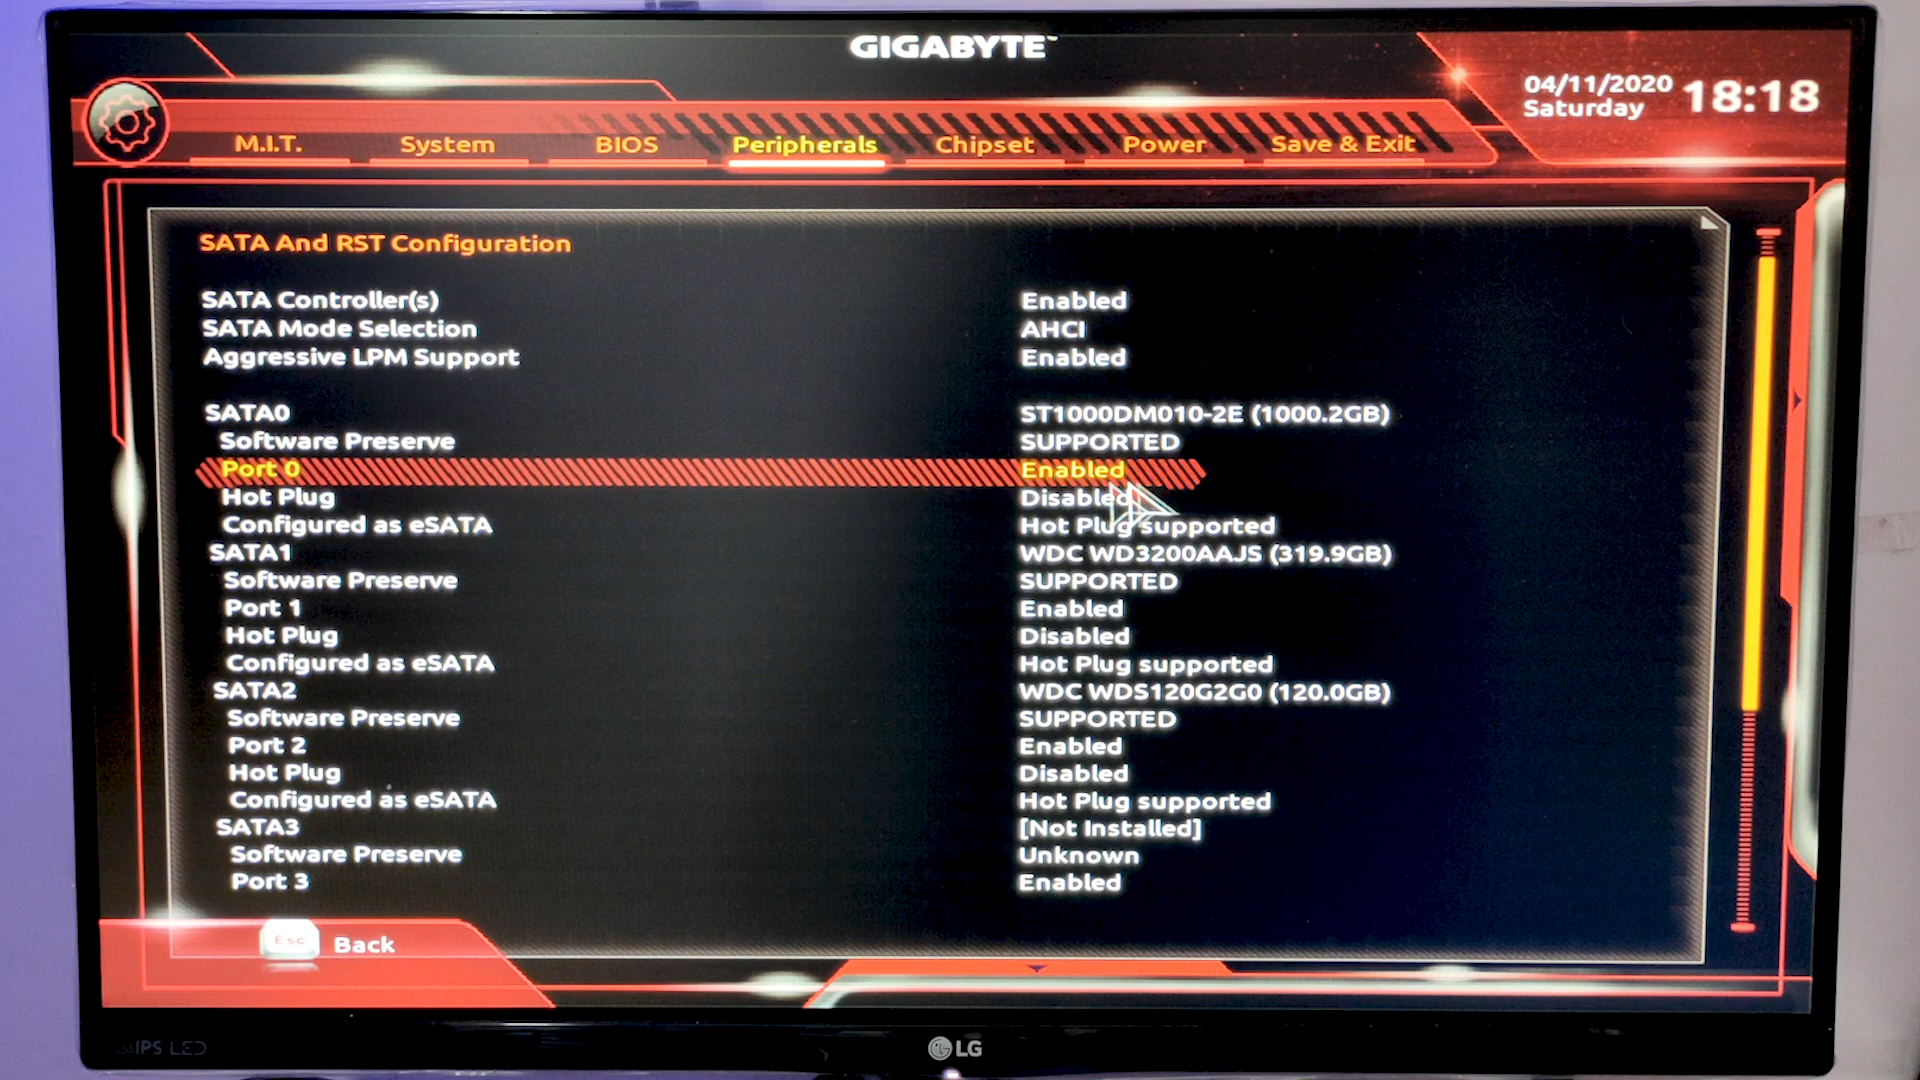 GIGABYTE
04/11/2020
Saturday
18:18
M.I.T. System BIOS Peripherals Chipset Power Save & Exit
SATA And RST Configuration
SATA Controller(s) Enabled
SATA Mode Selection AHCI
Aggressive LPM Support Enabled
SATA0 ST1000DM010-2E (1000.2GB)
Software Preserve SUPPORTED
Port 0 Enabled
Hot Plug Disabled
Configured as eSATA Hot Plug supported
SATA1 WDC WD3200AAJS (319.9GB)
Software Preserve SUPPORTED
Port 1 Enabled
Hot Plug Disabled
Configured as eSATA Hot Plug supported
SATA2 WDC WDS120G2G0 (120.0GB)
Software Preserve SUPPORTED
Port 2 Enabled
Hot Plug Disabled
Configured as eSATA Hot Plug supported
SATA3 [Not Installed]
Software Preserve Unknown
Port 3 Enabled
Esc Back
IPS LED
LG